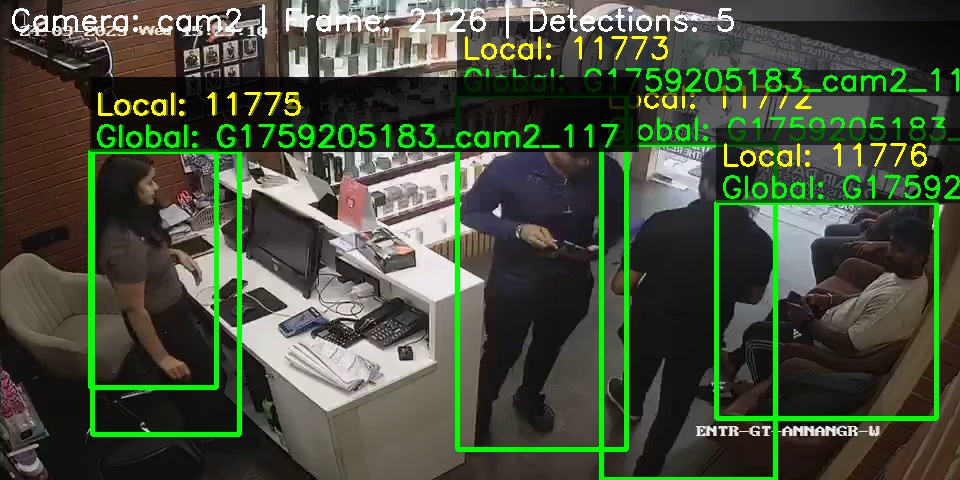 Camera: cam2 | Frame: 2126 | Detections: 5
Local: 11773
Global: G1759205183_cam2_11
Local: 11775
Local: 11772
Global: G1759205183_cam2_117
Global: G1759205183_
Local: 11776
Global: G17592
ENTR-GT-ANNANGR-W